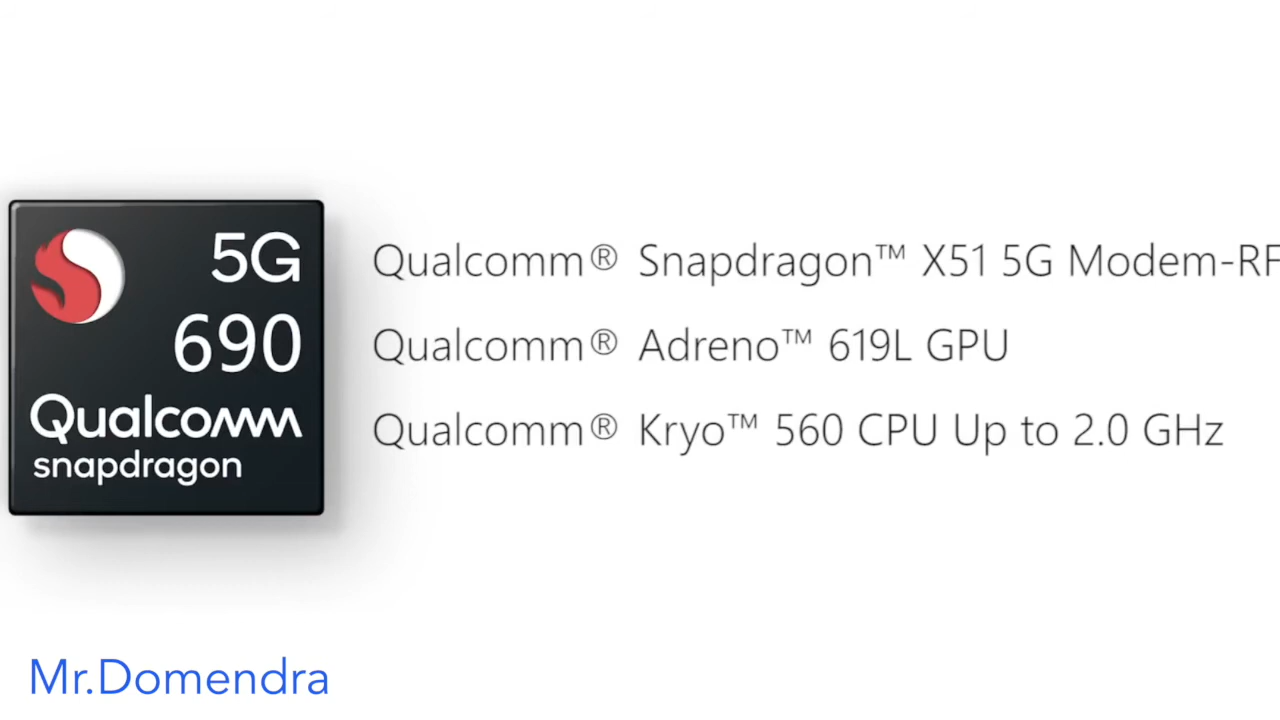 5G
690
Qualcomm
snapdragon
Qualcomm® Snapdragon™ X51 5G Modem-RF
Qualcomm® Adreno™ 619L GPU
Qualcomm® Kryo™ 560 CPU Up to 2.0 GHz
Mr.Domendra